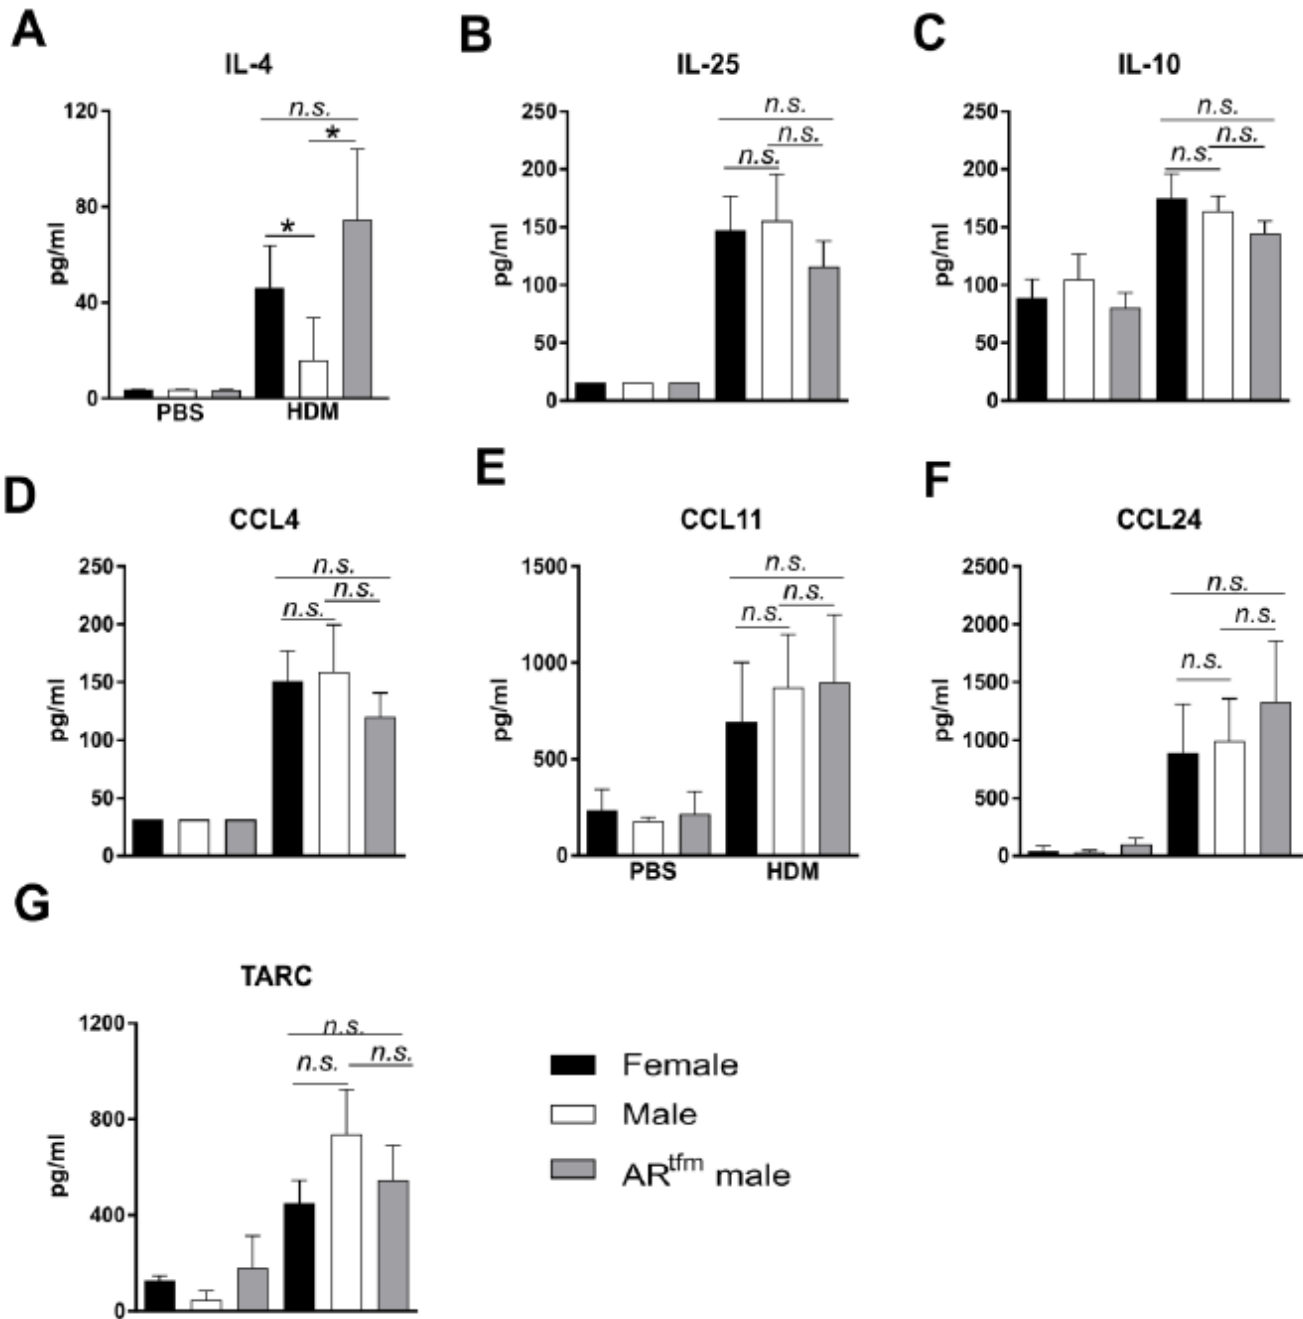 A
IL-4
120
80
40
0
pg/ml
n.s.
*
*
PBS
HDM
B
IL-25
250
200
150
100
50
0
pg/ml
n.s.
n.s.
n.s.
C
IL-10
250
200
150
100
50
0
pg/ml
n.s.
n.s.
n.s.
D
CCL4
250
200
150
100
50
0
pg/ml
n.s.
n.s.
n.s.
E
CCL11
1500
1000
500
0
pg/ml
n.s.
n.s.
n.s.
PBS
HDM
F
CCL24
2500
2000
1500
1000
500
0
pg/ml
n.s.
n.s.
n.s.
G
TARC
1200
800
400
0
pg/ml
n.s.
n.s.
n.s.
Female
Male
AR^tfm male